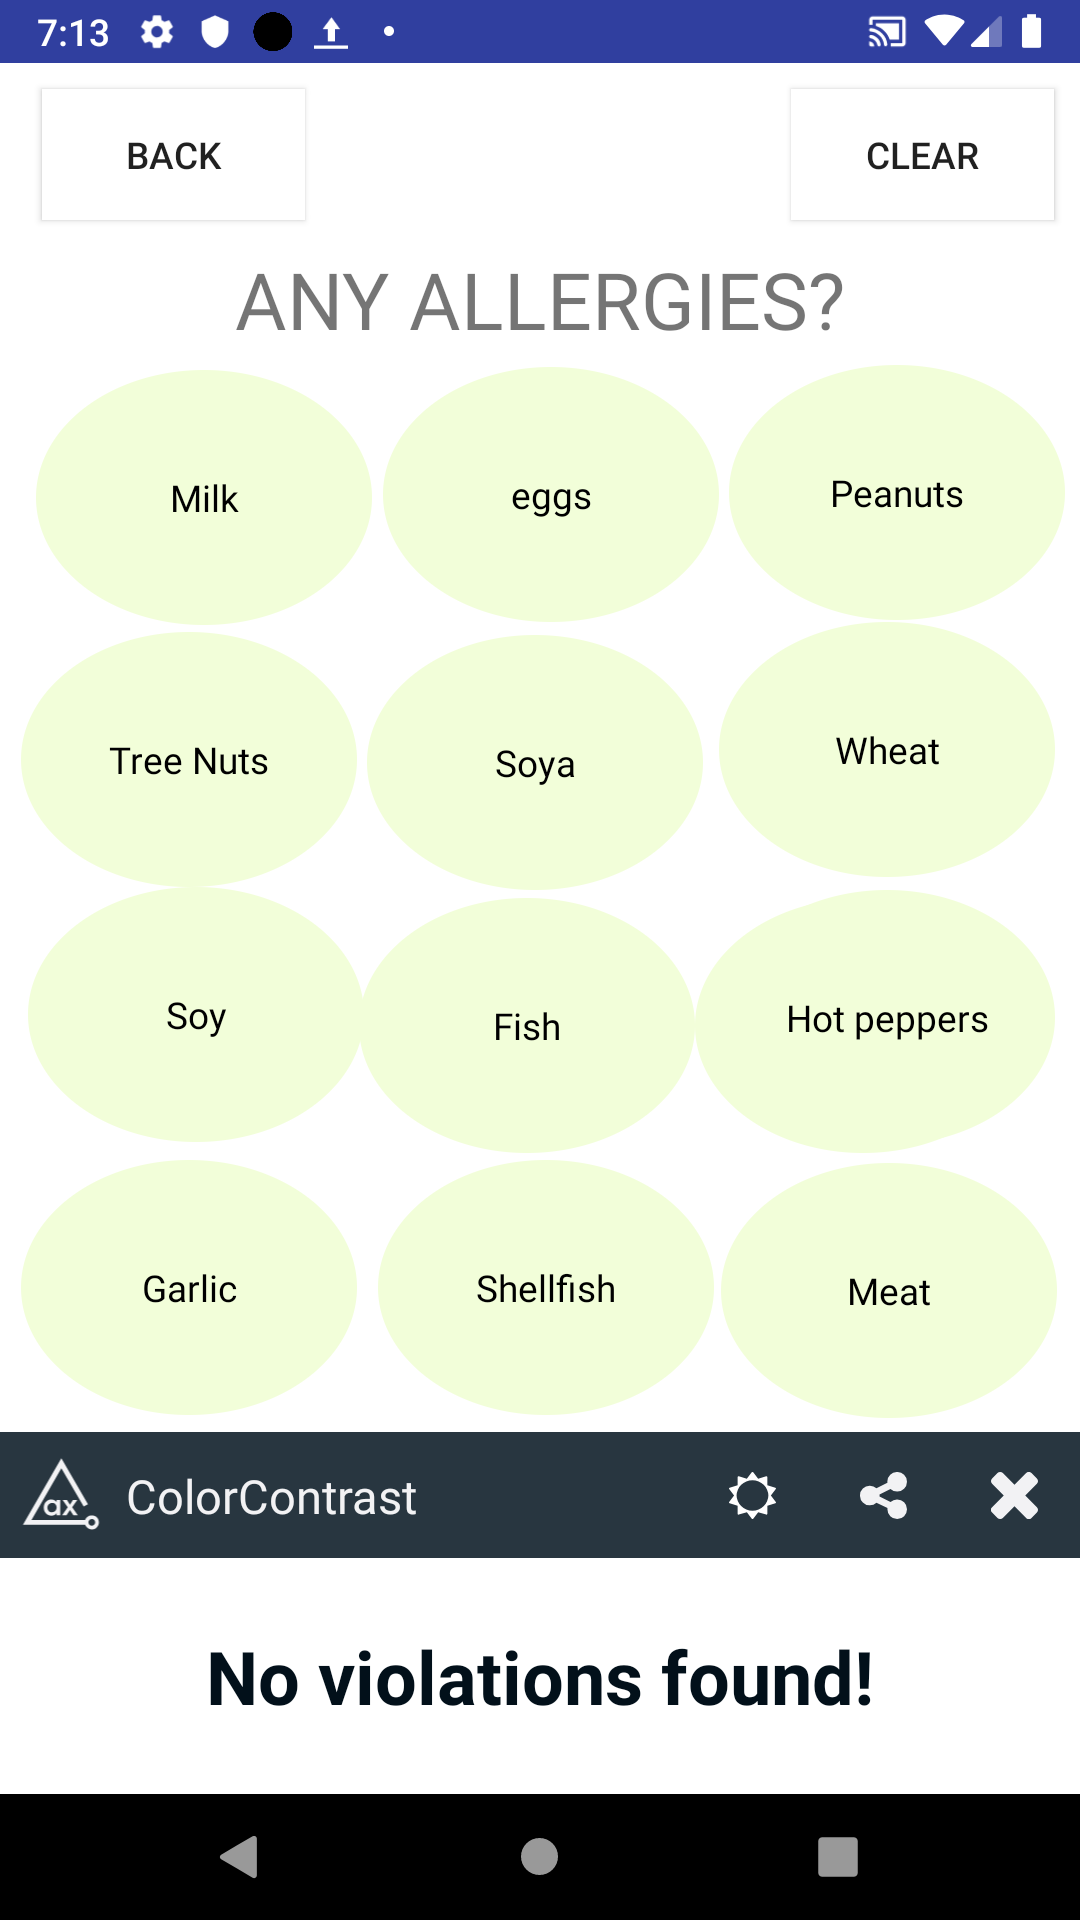 7:13
BACK
CLEAR
ANY ALLERGIES?
Milk
eggs
Peanuts
Tree Nuts
Soya
Wheat
Soy
Fish
Hot peppers
Garlic
Shellfish
Meat
ax
ColorContrast
No violations found!